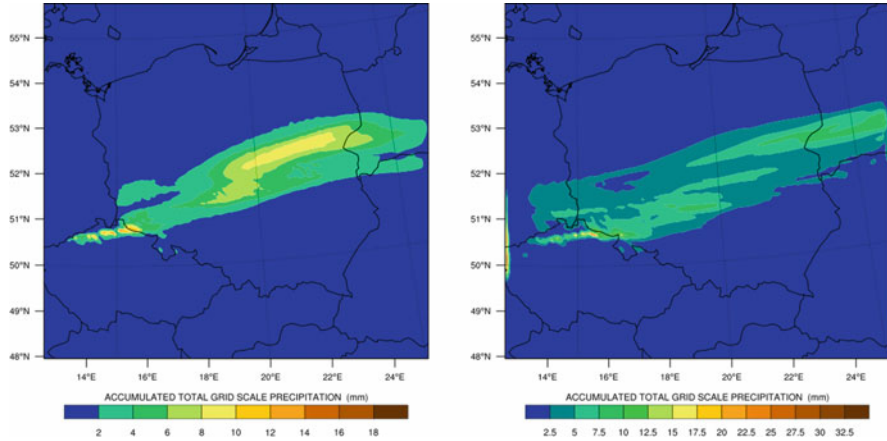 55°N
54°N
53°N
52°N
51°N
50°N
49°N
48°N
14°E 16°E 18°E 20°E 22°E 24°E
ACCUMULATED TOTAL GRID SCALE PRECIPITATION (mm)
2 4 6 8 10 12 14 16 18
55°N
54°N
53°N
52°N
51°N
50°N
49°N
48°N
14°E 16°E 18°E 20°E 22°E 24°E
ACCUMULATED TOTAL GRID SCALE PRECIPITATION (mm)
2.5 5 7.5 10 12.5 15 17.5 20 22.5 25 27.5 30 32.5